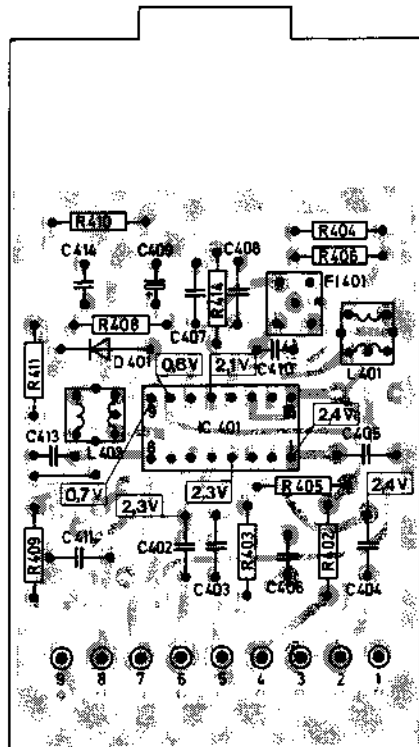 R410
R404
C414 C409 C408
R406
R414
FI401
R408
C407
D401
C410
R411
L401
0,8V 2,1V
IC 401
2,4V
C413
L402
C405
0,7V
2,3V
2,3V
R405
2,4V
R409
C411
C402
R403
R402
C403
C406
C404
9 8 7 6 5 4 3 2 1